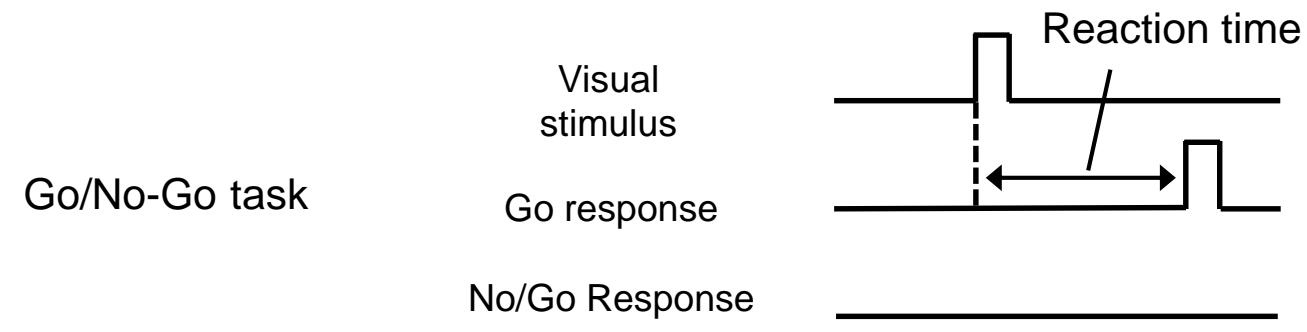 Reaction time
Visual
stimulus
Go/No-Go task
Go response
No/Go Response